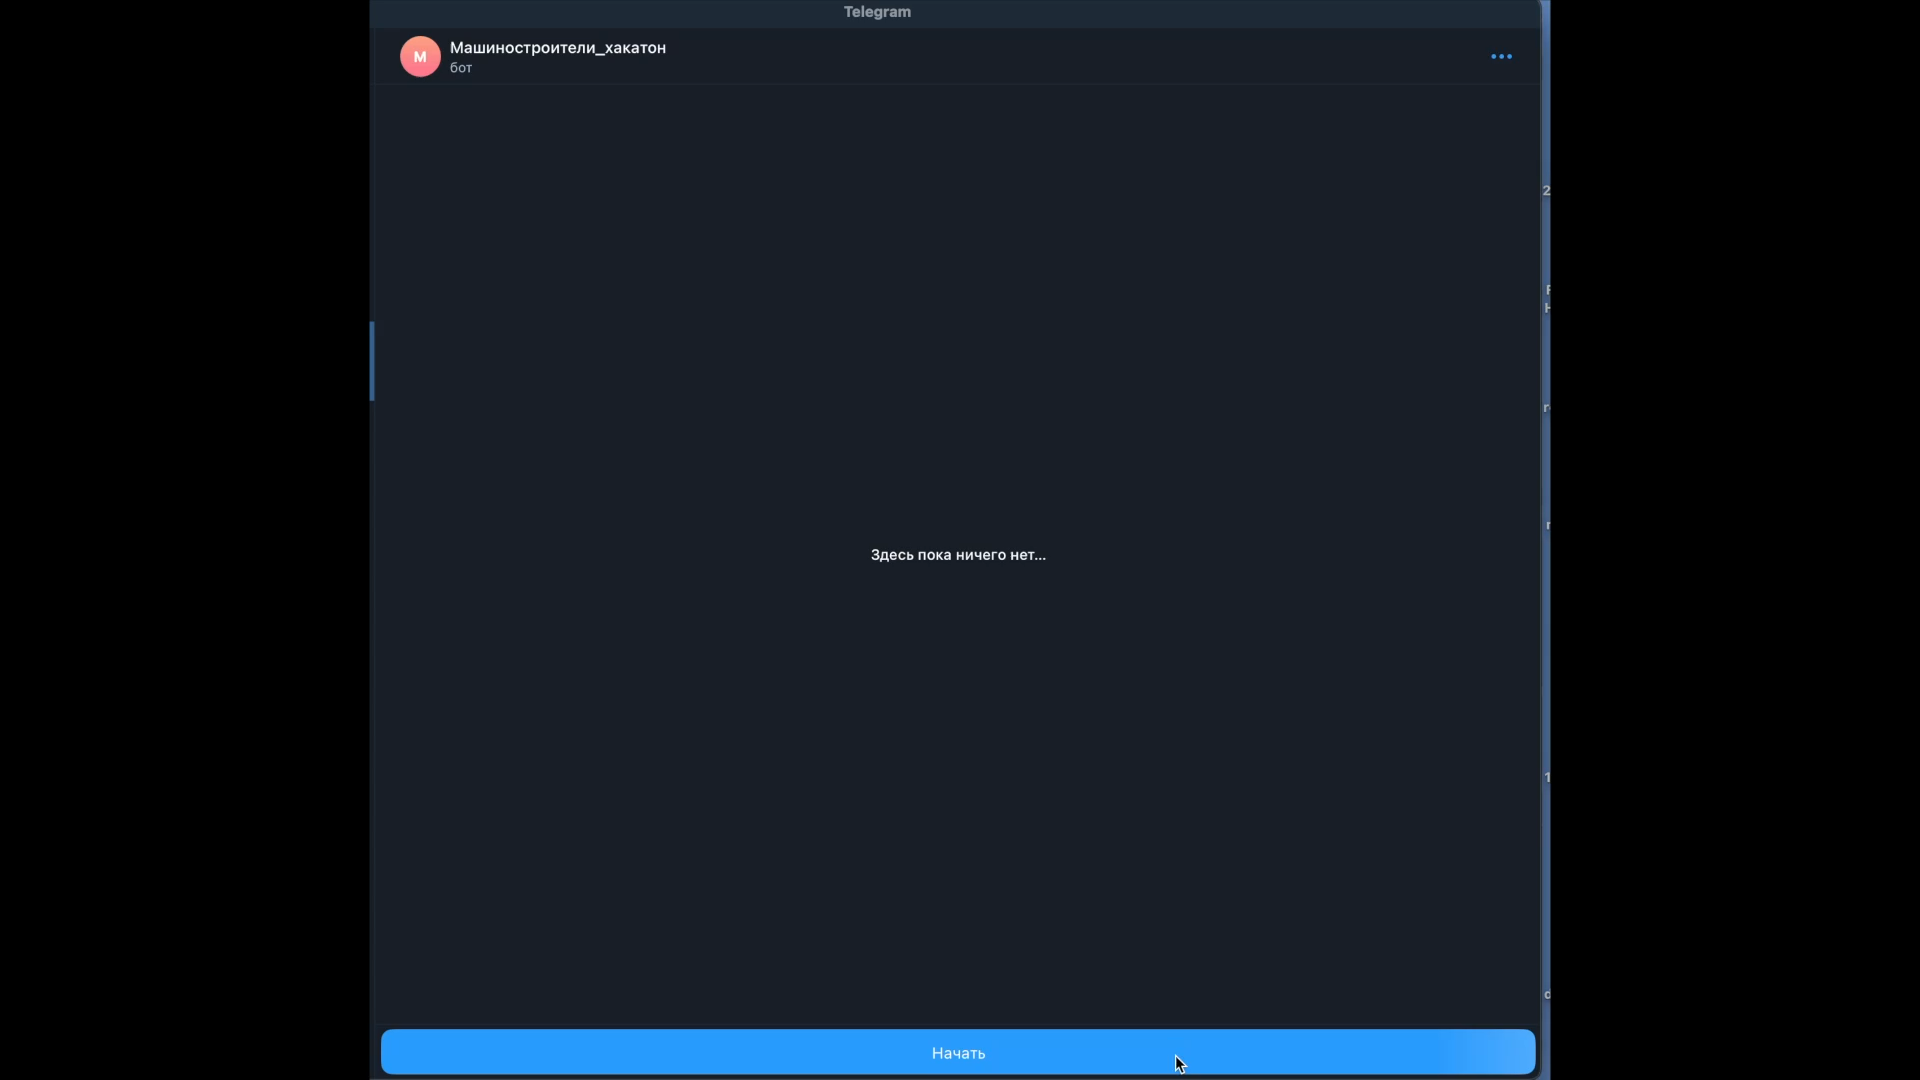 Telegram
М
Машиностроители_хакатон
бот
Здесь пока ничего нет...
Начать